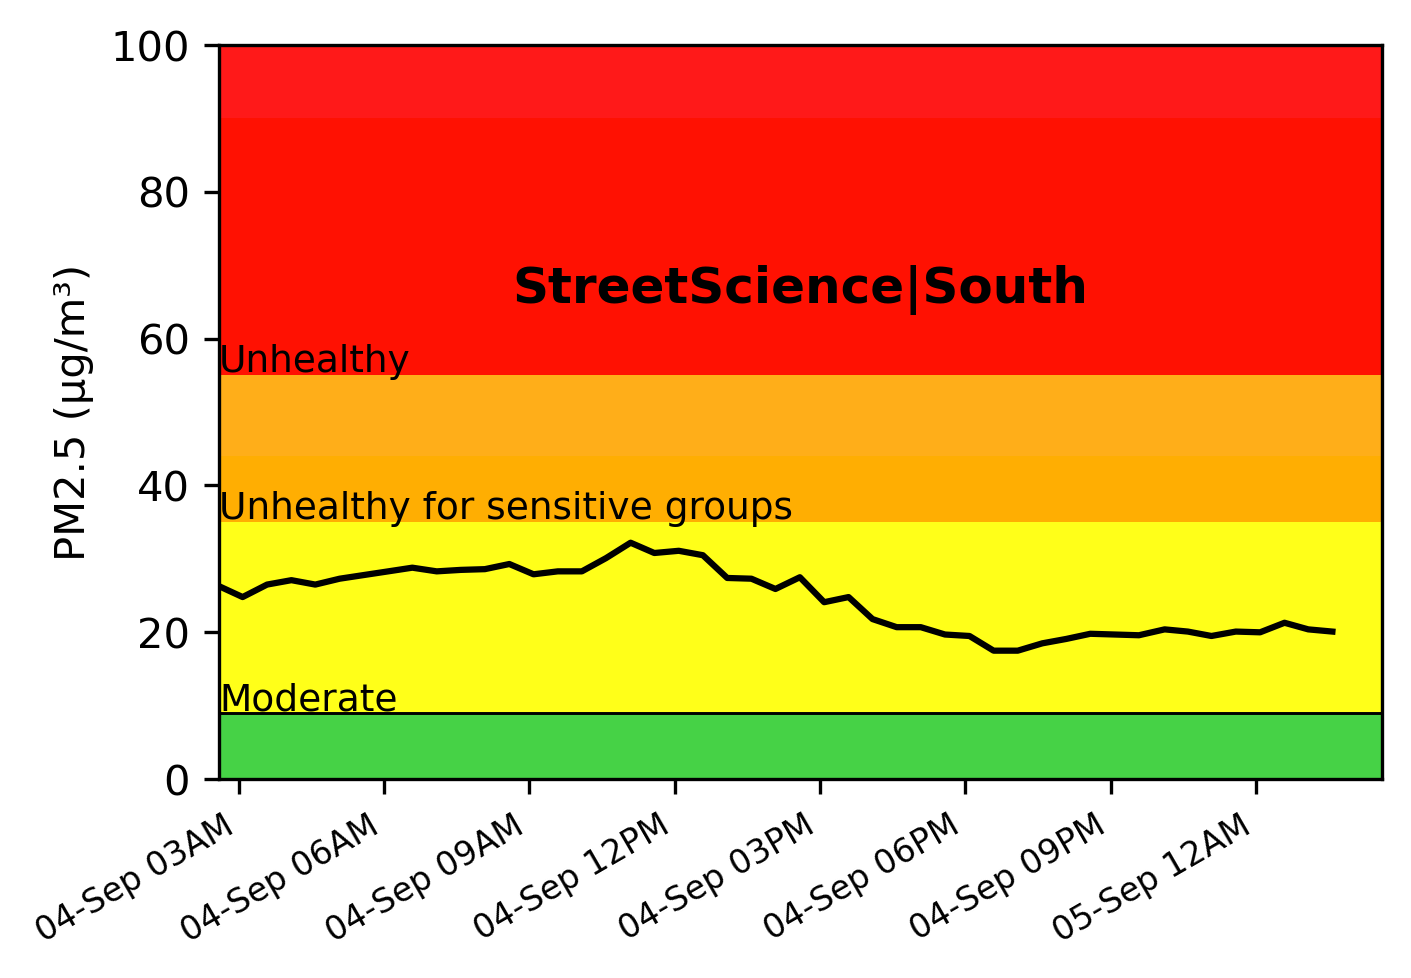 100
80
60
40
20
0
PM2.5 (µg/m³)
StreetScience|South
Unhealthy
Unhealthy for sensitive groups
Moderate
04-Sep 03AM
04-Sep 06AM
04-Sep 09AM
04-Sep 12PM
04-Sep 03PM
04-Sep 06PM
04-Sep 09PM
05-Sep 12AM